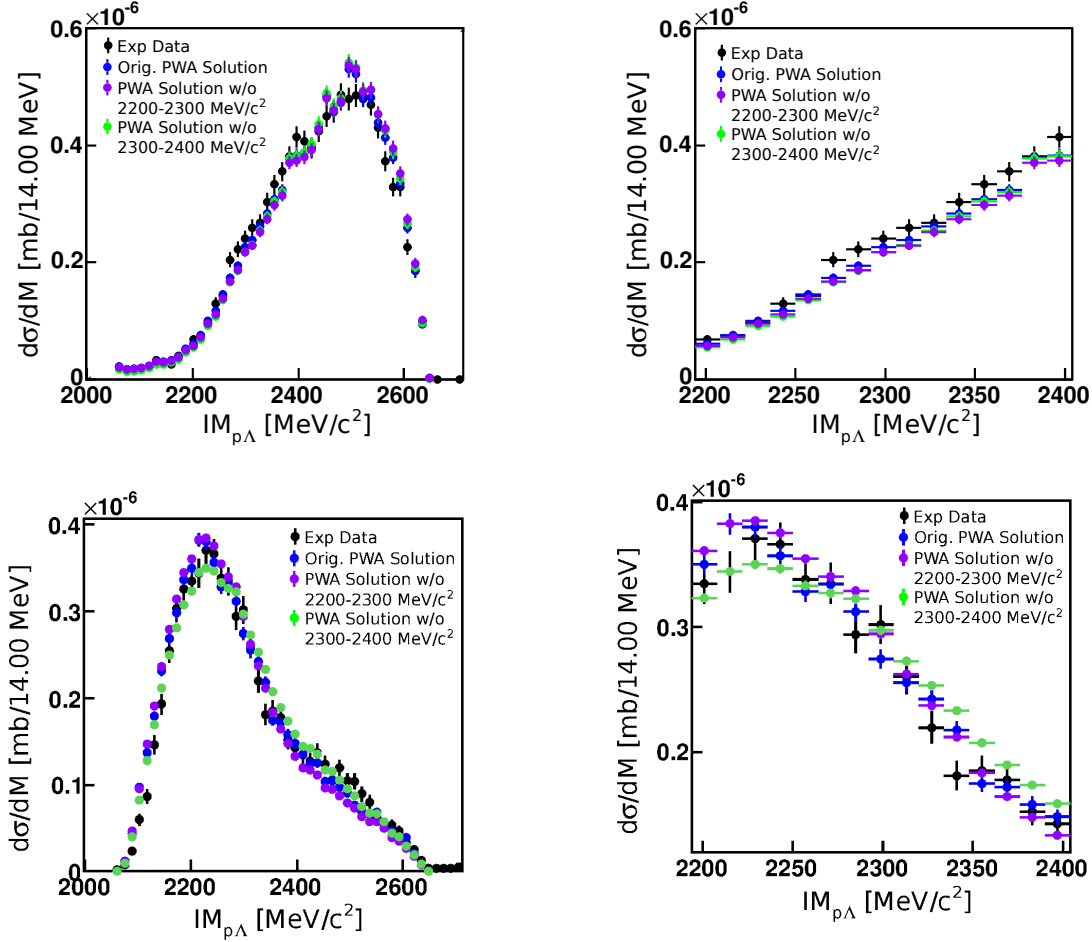 ×10⁻⁶
0.6
0.4
0.2
0
dσ/dM [mb/14.00 MeV]
Exp Data
Orig. PWA Solution
PWA Solution w/o
2200-2300 MeV/c²
PWA Solution w/o
2300-2400 MeV/c²
2000 2200 2400 2600
IM_pΛ [MeV/c²]
×10⁻⁶
0.6
0.4
0.2
0
dσ/dM [mb/14.00 MeV]
Exp Data
Orig. PWA Solution
PWA Solution w/o
2200-2300 MeV/c²
PWA Solution w/o
2300-2400 MeV/c²
2200 2250 2300 2350 2400
IM_pΛ [MeV/c²]
×10⁻⁶
0.4
0.3
0.2
0.1
0
dσ/dM [mb/14.00 MeV]
Exp Data
Orig. PWA Solution
PWA Solution w/o
2200-2300 MeV/c²
PWA Solution w/o
2300-2400 MeV/c²
2000 2200 2400 2600
IM_pΛ [MeV/c²]
×10⁻⁶
0.4
0.3
0.2
dσ/dM [mb/14.00 MeV]
Exp Data
Orig. PWA Solution
PWA Solution w/o
2200-2300 MeV/c²
PWA Solution w/o
2300-2400 MeV/c²
2200 2250 2300 2350 2400
IM_pΛ [MeV/c²]